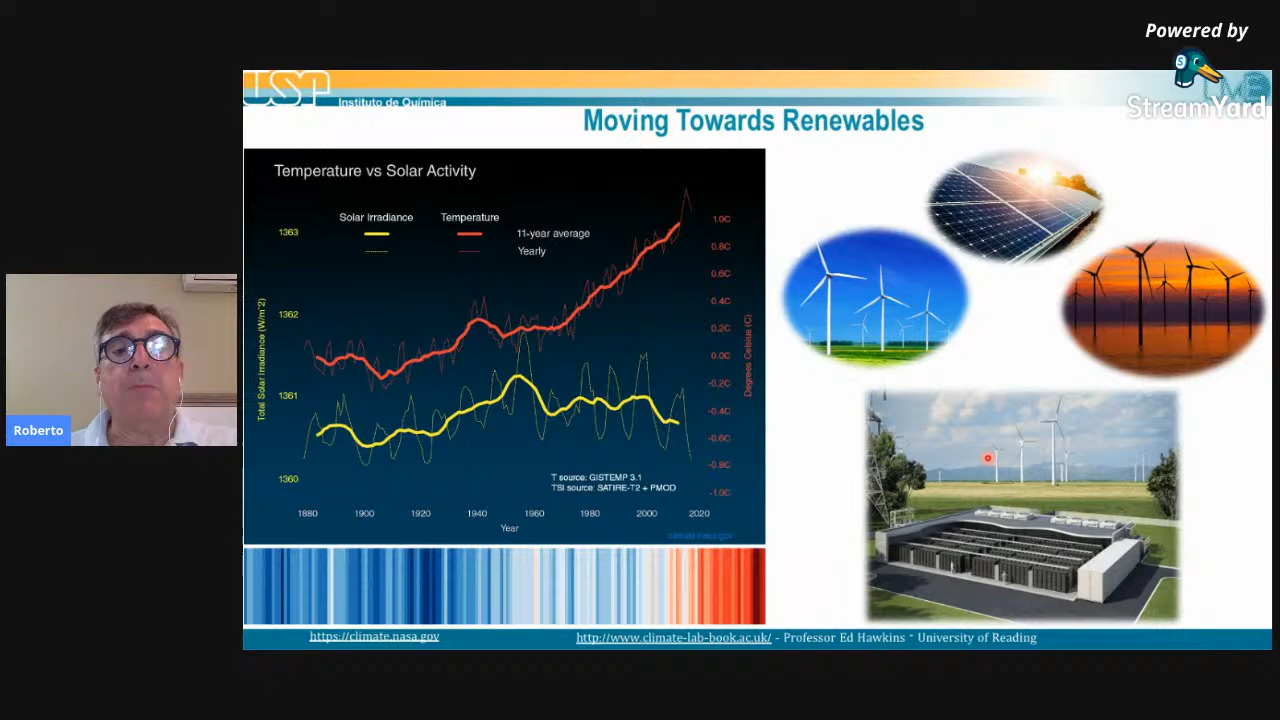 Powered by
StreamYard
USP
Instituto de Química
Moving Towards Renewables
Temperature vs Solar Activity
Solar Irradiance
Temperature
11-year average
Yearly
1363
1362
1361
1360
Total Solar Irradiance (W/m^2)
1.0C
0.8C
0.6C
0.4C
0.2C
0.0C
-0.2C
-0.4C
-0.6C
-0.8C
-1.0C
Degrees Celsius (C)
T source: GISTEMP 3.1
TSI source: SATIRE-T2 + PMOD
1880 1900 1920 1940 1960 1980 2000 2020
Year
climate.nasa.gov
Roberto
https://climate.nasa.gov
http://www.climate-lab-book.ac.uk/ - Professor Ed Hawkins - University of Reading